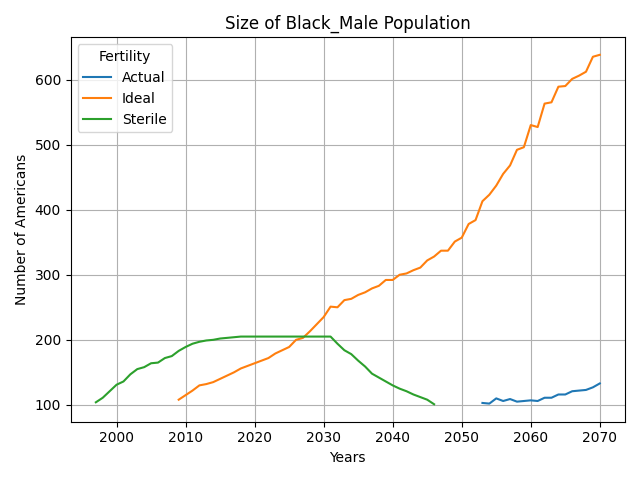 Size of Black_Male Population
Fertility
Actual
Ideal
Sterile
Number of Americans
600
500
400
300
200
100
2000
2010
2020
2030
2040
2050
2060
2070
Years